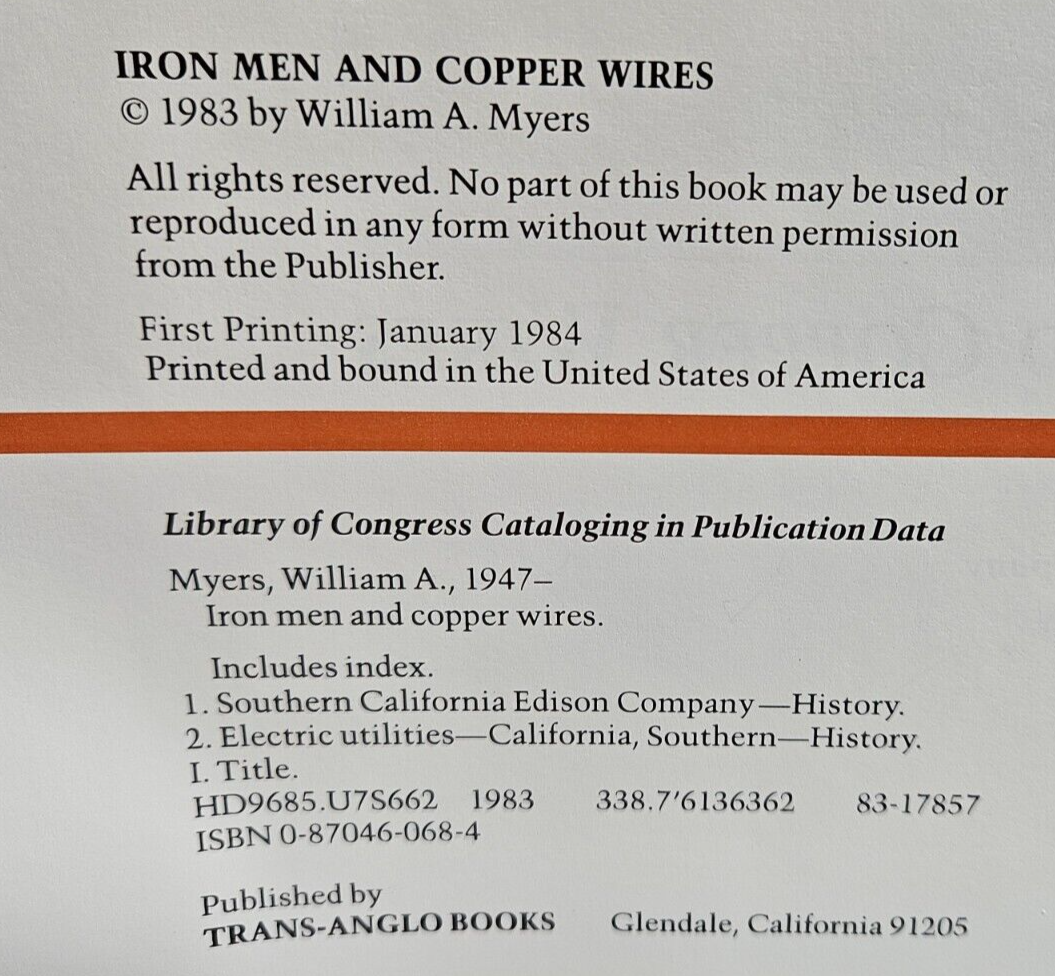 IRON MEN AND COPPER WIRES
© 1983 by William A. Myers
All rights reserved. No part of this book may be used or
reproduced in any form without written permission
from the Publisher.
First Printing: January 1984
Printed and bound in the United States of America
Library of Congress Cataloging in Publication Data
Myers, William A., 1947–
Iron men and copper wires.
Includes index.
1. Southern California Edison Company—History.
2. Electric utilities—California, Southern—History.
I. Title.
HD9685.U7S662 1983 338.7'6136362 83-17857
ISBN 0-87046-068-4
Published by
TRANS-ANGLO BOOKS Glendale, California 91205